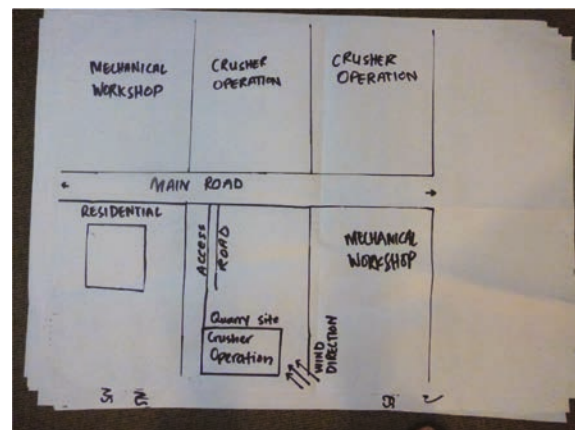 MECHANICAL
WORKSHOP
CRUSHER
OPERATION
CRUSHER
OPERATION
MAIN ROAD
RESIDENTIAL
ACCESS
ROAD
MECHANICAL
WORKSHOP
Quarry site
Crusher
Operation
WIND
DIRECTION